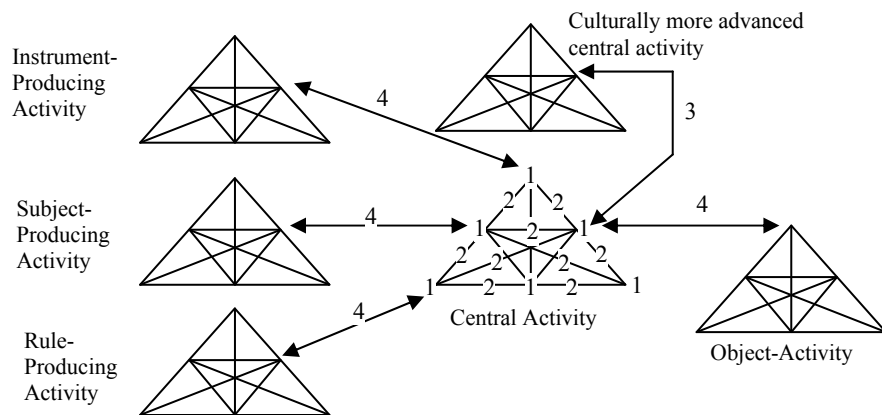 Culturally more advanced
central activity
Instrument-
Producing
Activity
4
3
1
2 2
Subject-
Producing
Activity
4
1 2 1
4
2 2 2 2
1 2 1 2 1
Central Activity
4
Rule-
Producing
Activity
Object-Activity